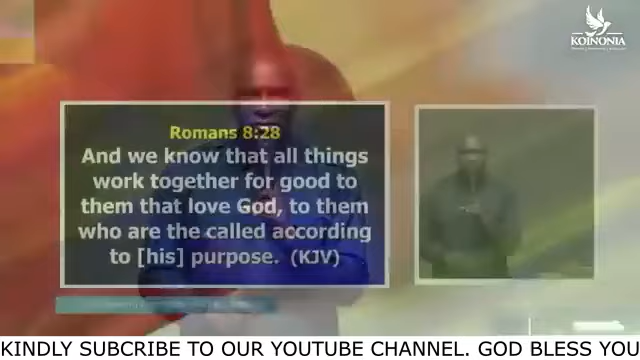 KOINONIA
Romans 8:28
And we know that all things
work together for good to
them that love God, to them
who are the called according
to [his] purpose. (KJV)
KINDLY SUBCRIBE TO OUR YOUTUBE CHANNEL. GOD BLESS YOU